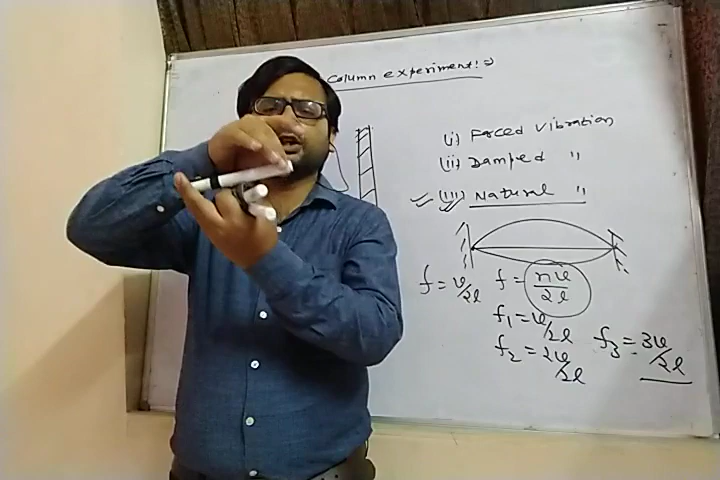 column experiment :⇒
(i) Forced vibration
(ii) Damped "
(iii) Natural "
f = v/2l f = nv/2l
f₁ = v/2l
f₂ = 2v/2l f₃ = 3v/2l